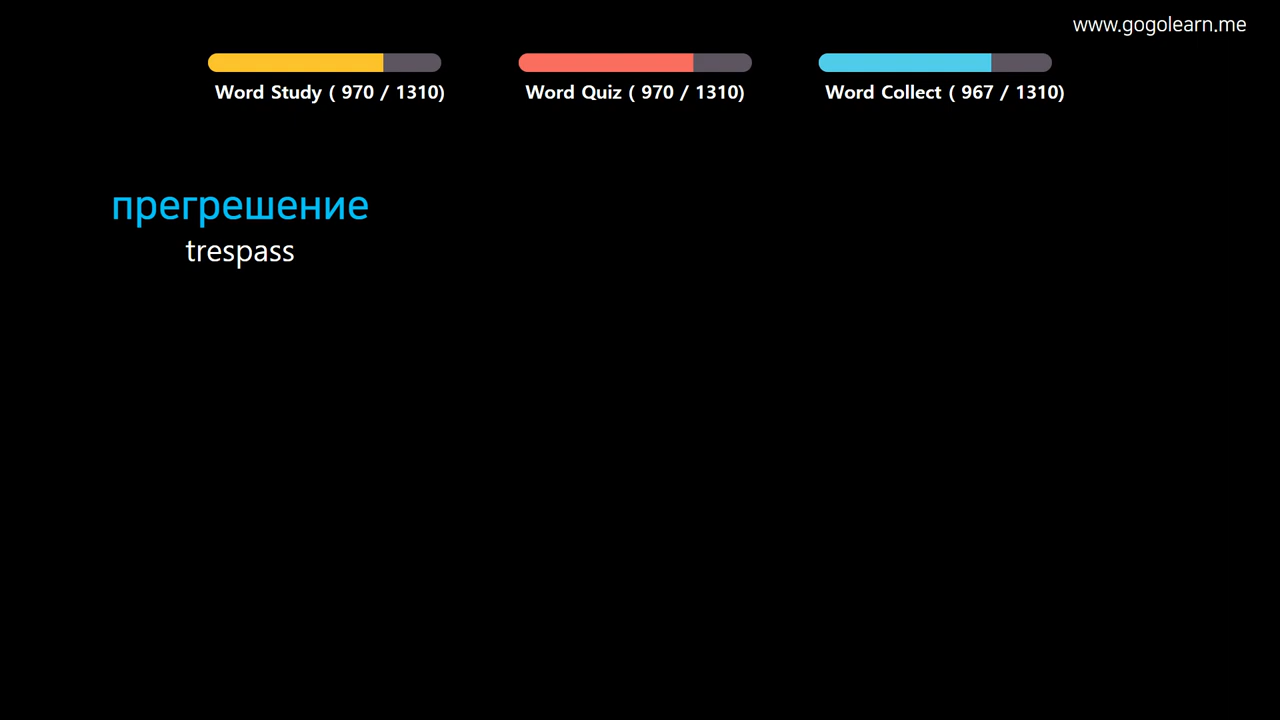 www.gogolearn.me
Word Study ( 970 / 1310)
Word Quiz ( 970 / 1310)
Word Collect ( 967 / 1310)
прегрешение
trespass